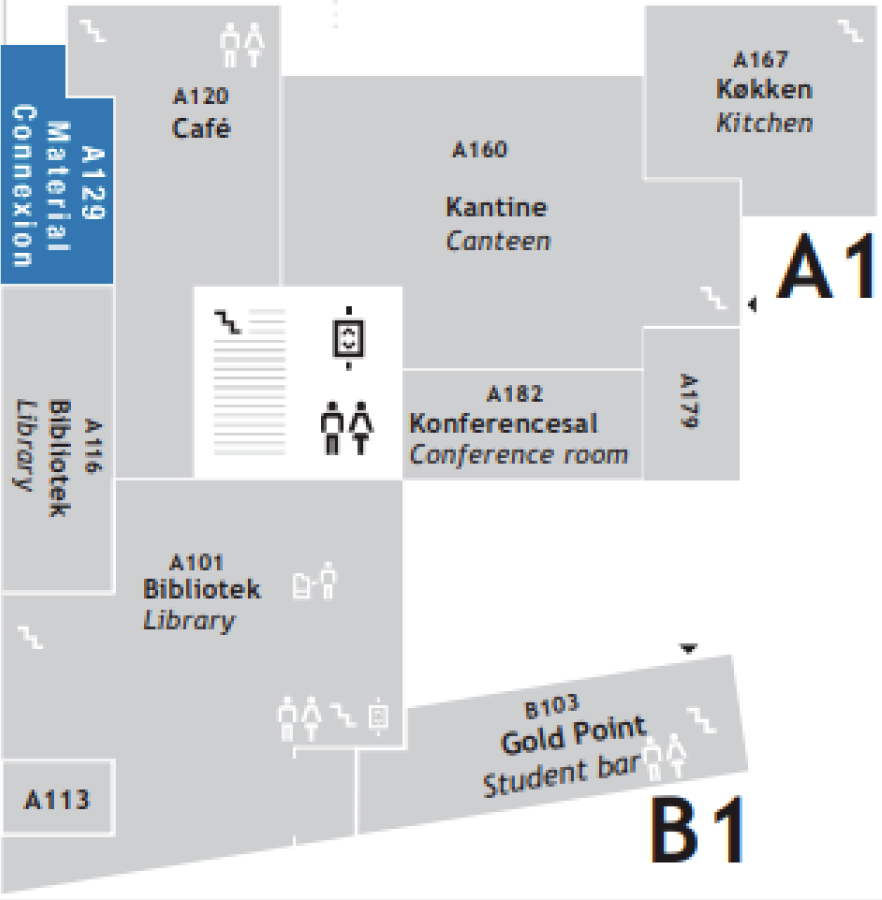 A120
Café
A129
Material
Connexion
A160
Kantine
Canteen
A167
Køkken
Kitchen
A1
A116
Bibliotek
Library
A182
Konferencesal
Conference room
A179
A101
Bibliotek
Library
A113
B103
Gold Point
Student bar
B1